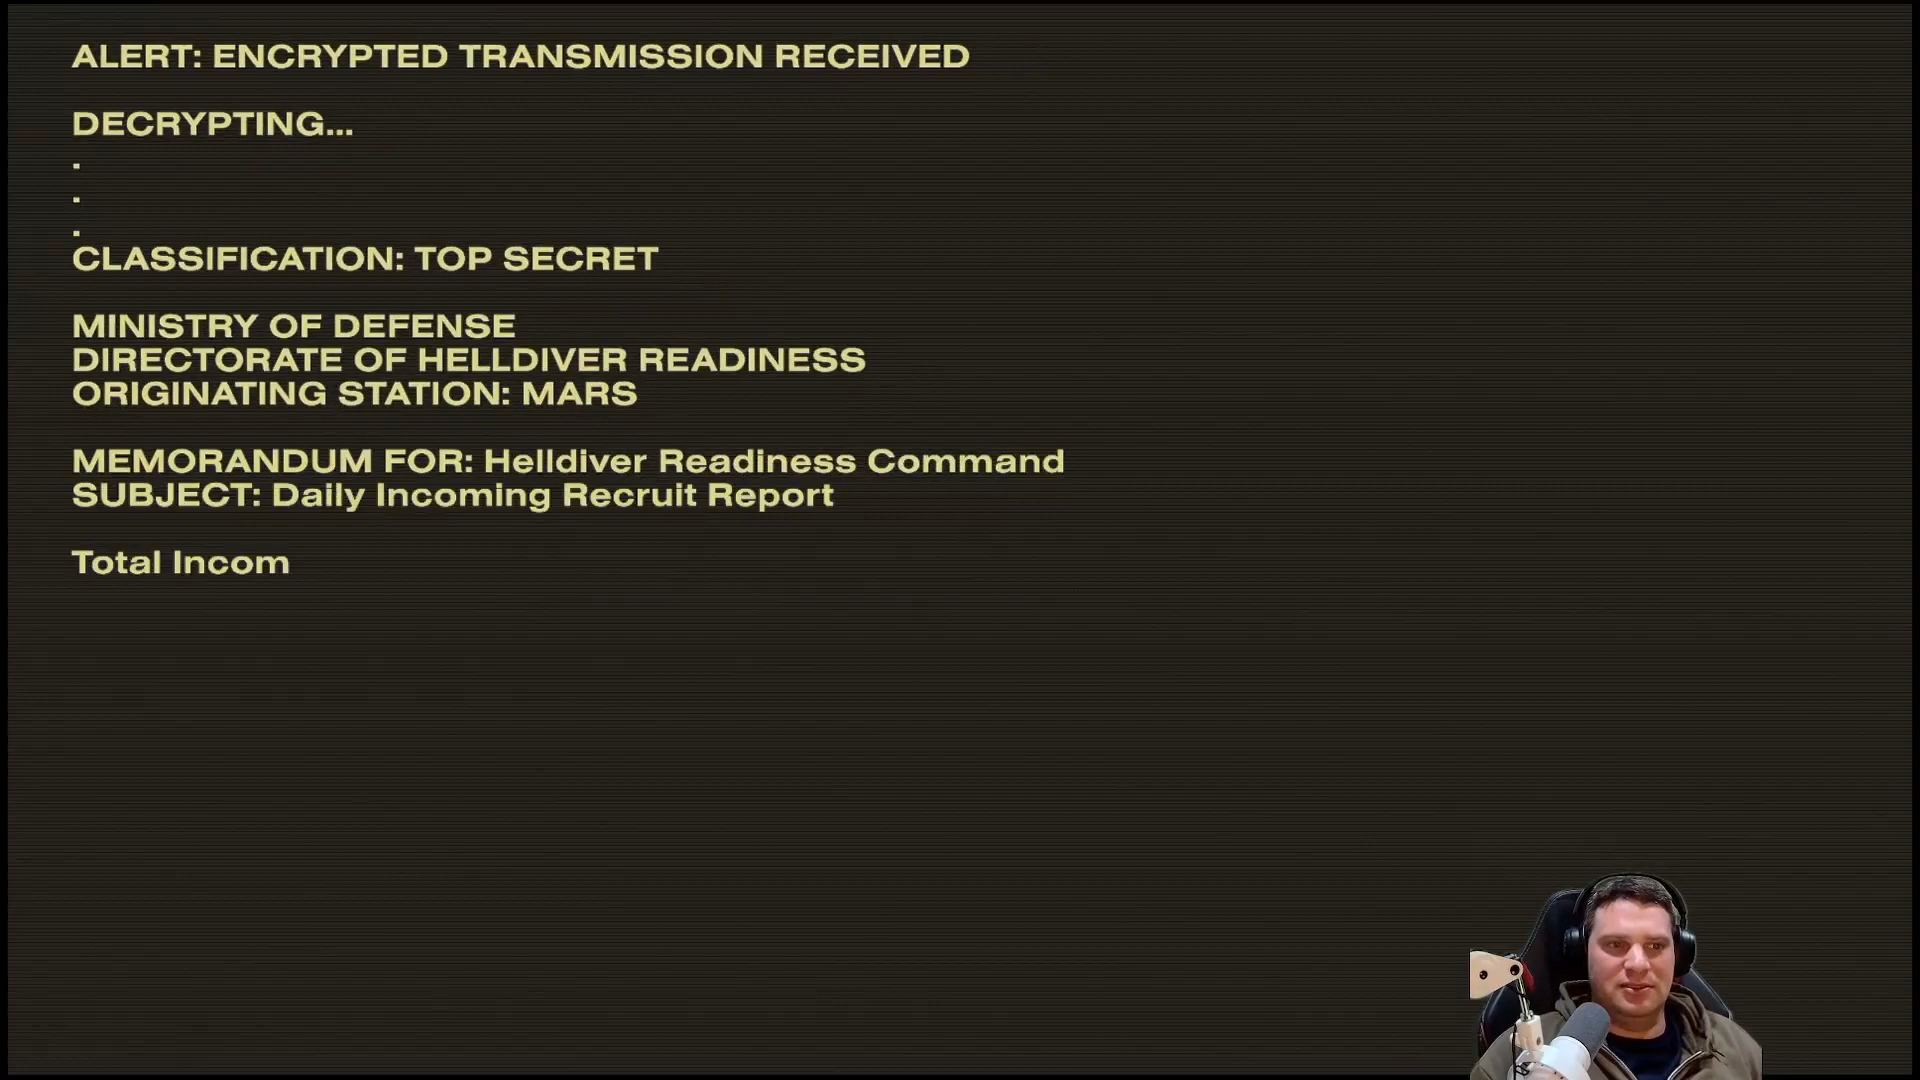 ALERT: ENCRYPTED TRANSMISSION RECEIVED
DECRYPTING...
.
.
.
CLASSIFICATION: TOP SECRET
MINISTRY OF DEFENSE
DIRECTORATE OF HELLDIVER READINESS
ORIGINATING STATION: MARS
MEMORANDUM FOR: Helldiver Readiness Command
SUBJECT: Daily Incoming Recruit Report
Total Incom